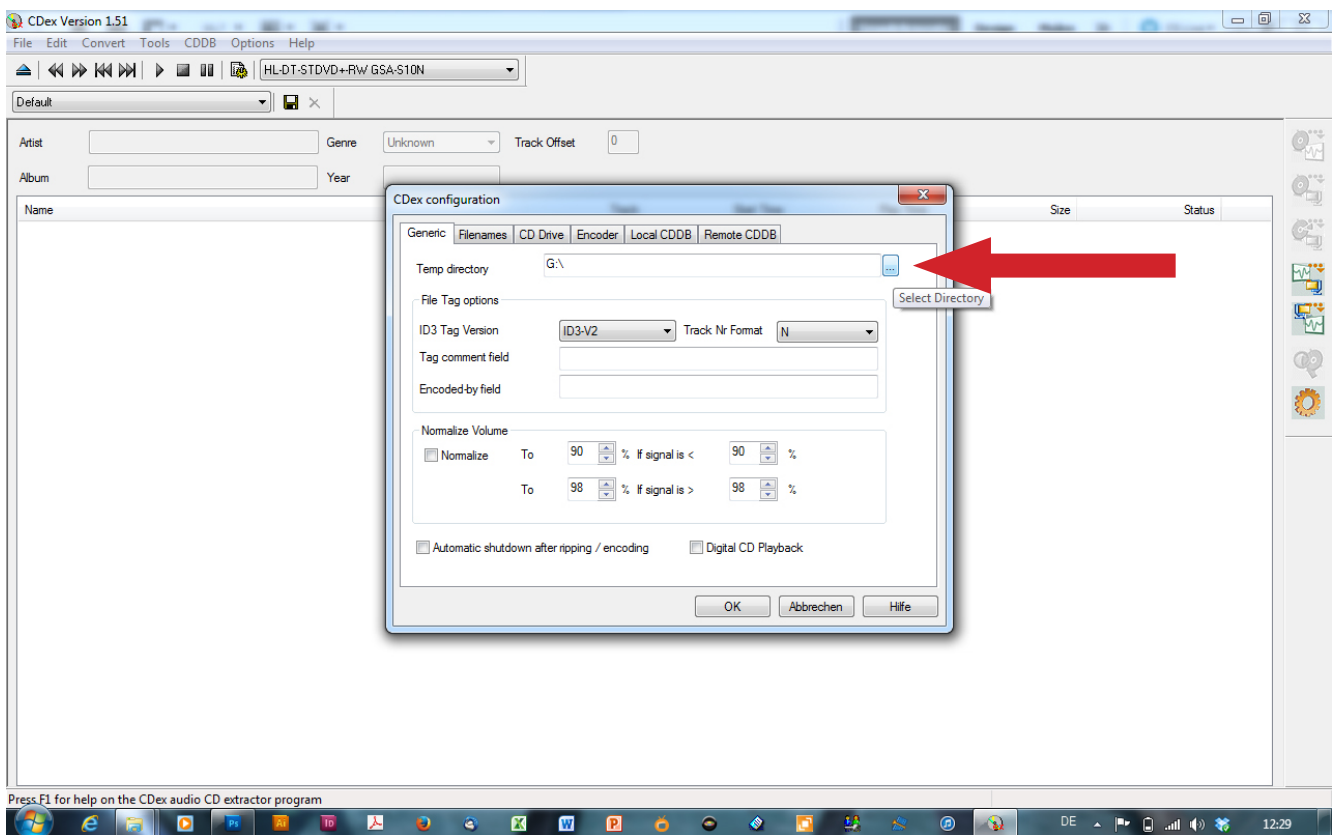 CDex Version 1.51
File Edit Convert Tools CDDB Options Help
HL-DT-STDVD+-RW GSA-S10N
Default
Artist Genre Unknown Track Offset 0
Album Year
Name Size Status
CDex configuration
Generic Filenames CD Drive Encoder Local CDDB Remote CDDB
Temp directory G:\ ...
Select Directory
File Tag options
ID3 Tag Version ID3-V2 Track Nr Format N
Tag comment field
Encoded-by field
Normalize Volume
Normalize To 90 % If signal is < 90 %
To 98 % If signal is > 98 %
Automatic shutdown after ripping / encoding Digital CD Playback
OK Abbrechen Hilfe
Press F1 for help on the CDex audio CD extractor program
Ps Ai ID W P DE 12:29